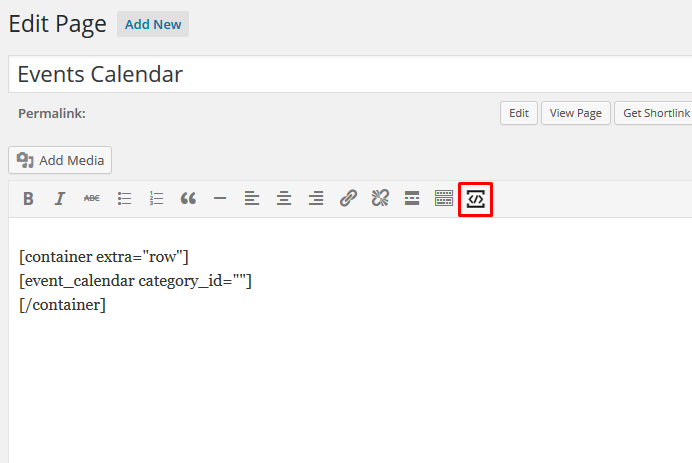 Edit Page Add New
Events Calendar
Permalink: Edit View Page Get Shortlink
Add Media
B I ABC
[container extra="row"]
[event_calendar category_id=""]
[/container]